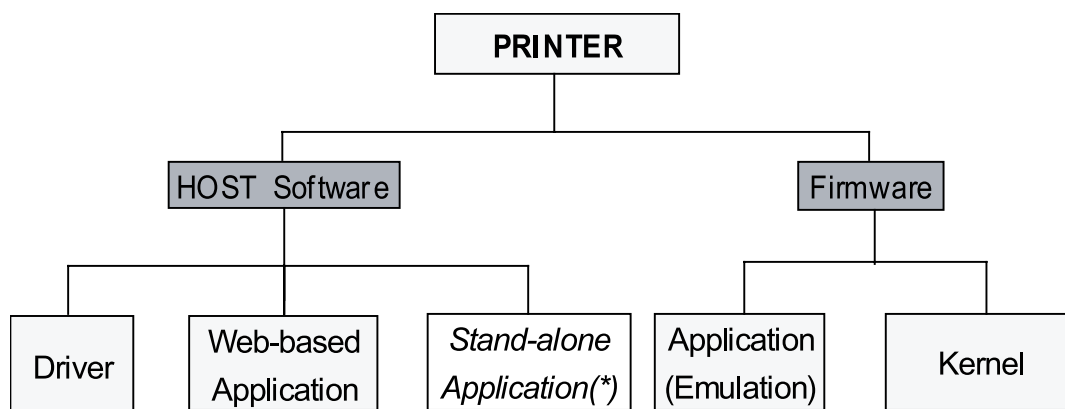 PRINTER
HOST Software
Firmware
Driver
Web-based
Application
Stand-alone
Application(*)
Application
(Emulation)
Kernel